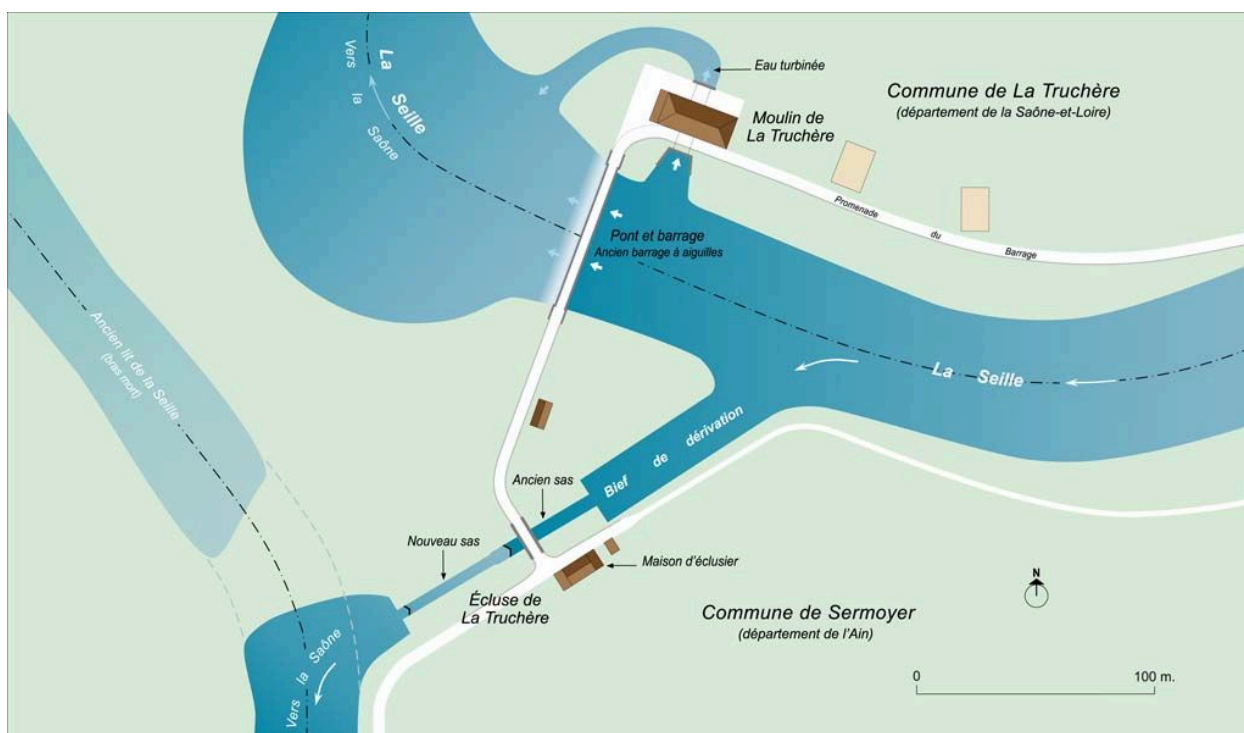 La
Seille
Vers la Saône
Eau turbinée
Commune de La Truchère
(département de la Saône-et-Loire)
Moulin de
La Truchère
Promenade du Barrage
Pont et barrage
Ancien barrage à aiguilles
La Seille
Ancien lit de la Seille
(bras mort)
Bief de dérivation
Ancien sas
Nouveau sas
Maison d'éclusier
Écluse de
La Truchère
Commune de Sermoyer
(département de l'Ain)
N
Vers la Saône
0 100 m.